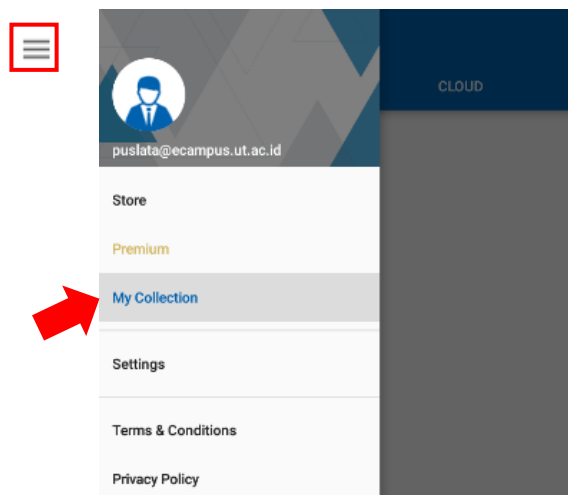 CLOUD
puslata@ecampus.ut.ac.id
Store
Premium
My Collection
Settings
Terms & Conditions
Privacy Policy